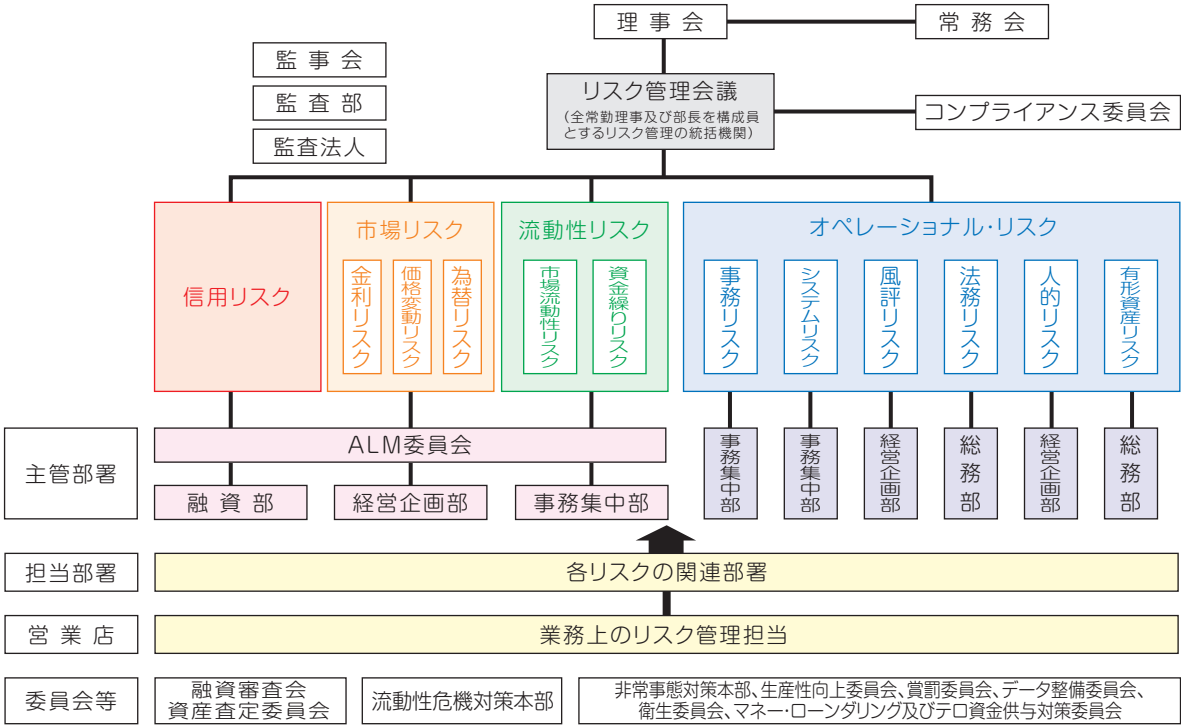 理事会
常務会
監事会
監査部
監査法人
リスク管理会議
(全常勤理事及び部長を構成員
とするリスク管理の統括機関)
コンプライアンス委員会
信用リスク
市場リスク
金利リスク
価格変動リスク
為替リスク
流動性リスク
市場流動性リスク
資金繰りリスク
オペレーショナル・リスク
事務リスク
システムリスク
風評リスク
法務リスク
人的リスク
有形資産リスク
主管部署
ALM委員会
融資部
経営企画部
事務集中部
事務集中部
事務集中部
経営企画部
総務部
経営企画部
総務部
担当部署
各リスクの関連部署
営業店
業務上のリスク管理担当
委員会等
融資審査会
資産査定委員会
流動性危機対策本部
非常事態対策本部、生産性向上委員会、賞罰委員会、データ整備委員会、
衛生委員会、マネー・ローンダリング及びテロ資金供与対策委員会